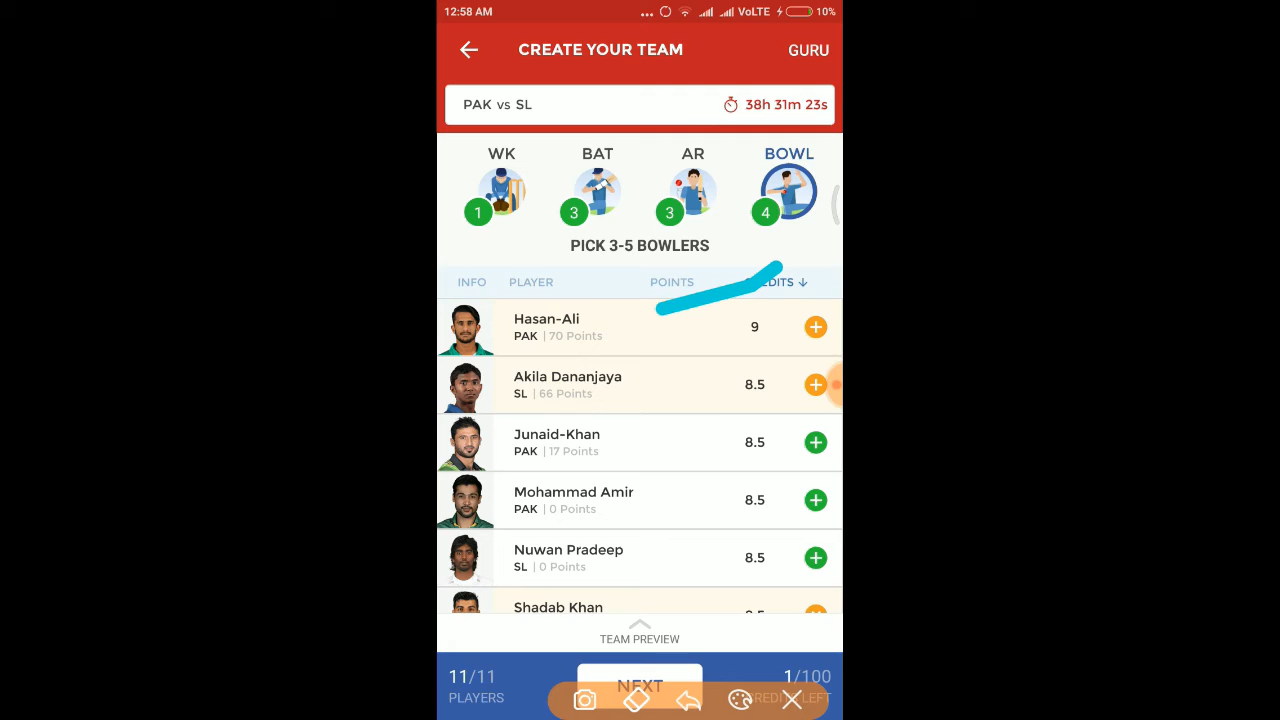 12:58 AM ... VoLTE 10%
CREATE YOUR TEAM GURU
PAK vs SL 38h 31m 23s
WK BAT AR BOWL
1 3 3 4
PICK 3-5 BOWLERS
INFO PLAYER POINTS
Hasan-Ali
PAK | 70 Points 9
Akila Dananjaya
SL | 66 Points 8.5
Junaid-Khan
PAK | 17 Points 8.5
Mohammad Amir
PAK | 0 Points 8.5
Nuwan Pradeep
SL | 0 Points 8.5
Shadab Khan
TEAM PREVIEW
11/11 NEXT 1/100
PLAYERS LEFT